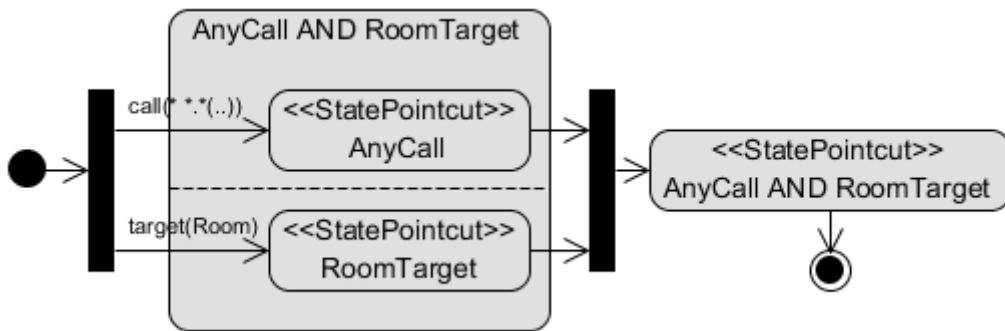 AnyCall AND RoomTarget
call(* *.*(..))
<<StatePointcut>>
AnyCall
target(Room)
<<StatePointcut>>
RoomTarget
<<StatePointcut>>
AnyCall AND RoomTarget